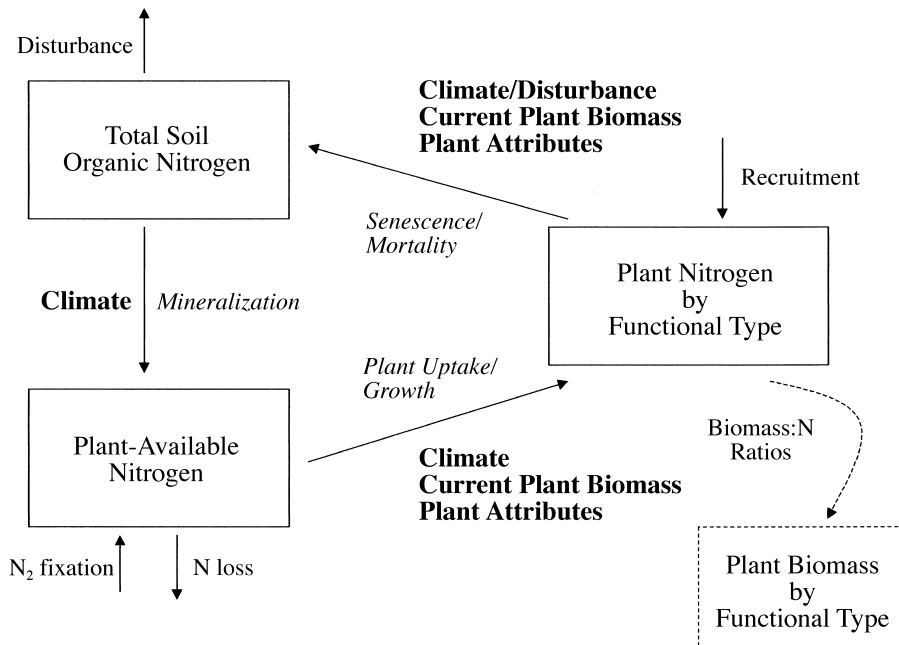 Disturbance
Total Soil
Organic Nitrogen
Climate/Disturbance
Current Plant Biomass
Plant Attributes
Recruitment
Senescence/
Mortality
Plant Nitrogen
by
Functional Type
Climate
Mineralization
Plant Uptake/
Growth
Plant-Available
Nitrogen
Climate
Current Plant Biomass
Plant Attributes
Biomass:N
Ratios
N₂ fixation
N loss
Plant Biomass
by
Functional Type